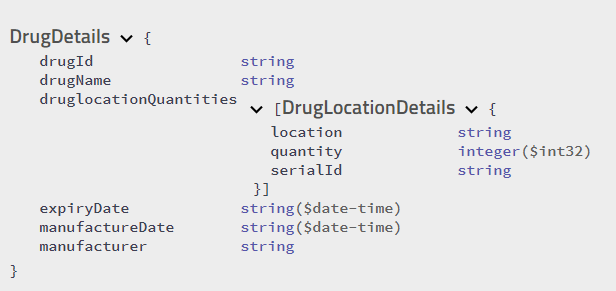 DrugDetails {
drugId string
drugName string
druglocationQuantities [DrugLocationDetails {
location string
quantity integer($int32)
serialId string
}]
expiryDate string($date-time)
manufactureDate string($date-time)
manufacturer string
}